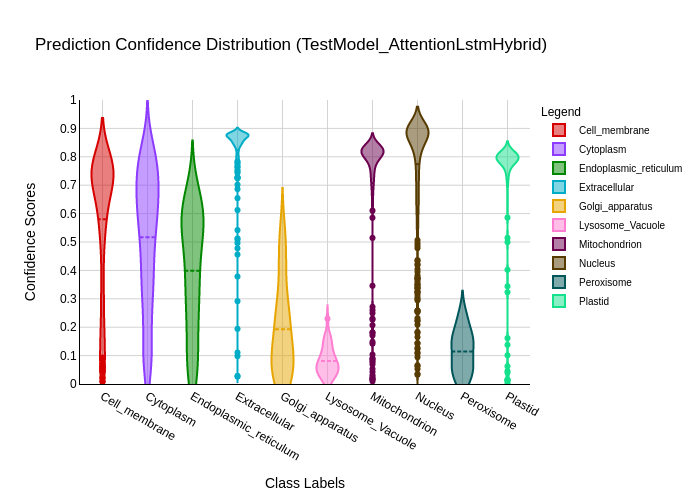 Prediction Confidence Distribution (TestModel_AttentionLstmHybrid)
Legend
Cell_membrane
Cytoplasm
Endoplasmic_reticulum
Extracellular
Golgi_apparatus
Lysosome_Vacuole
Mitochondrion
Nucleus
Peroxisome
Plastid
Confidence Scores
1
0.9
0.8
0.7
0.6
0.5
0.4
0.3
0.2
0.1
0
Cell_membrane
Cytoplasm
Endoplasmic_reticulum
Extracellular
Golgi_apparatus
Lysosome_Vacuole
Mitochondrion
Nucleus
Peroxisome
Plastid
Class Labels